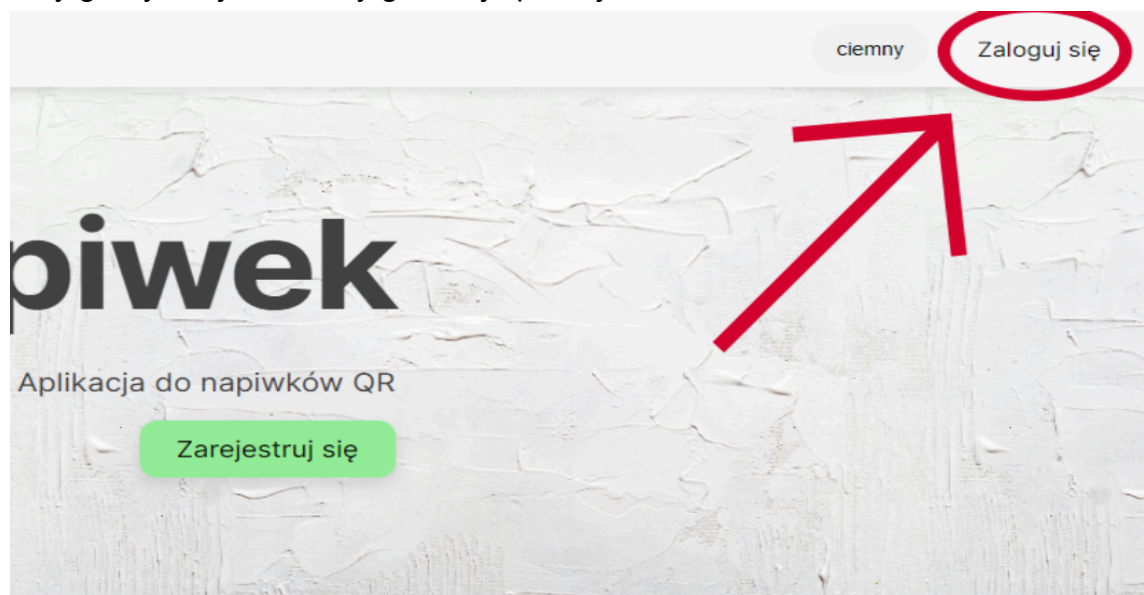 ciemny
Zaloguj się
piwek
Aplikacja do napiwków QR
Zarejestruj się